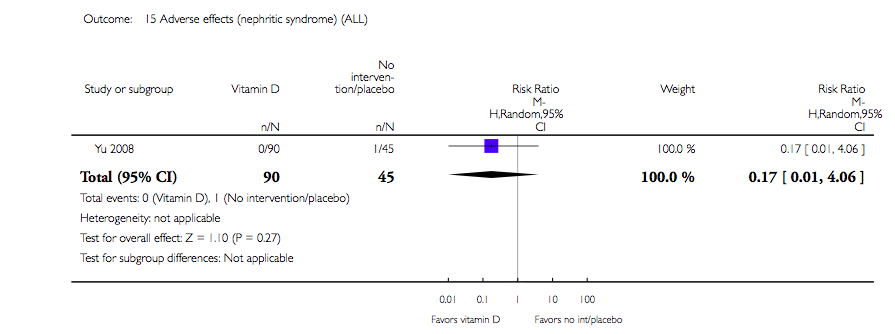 Outcome: 15 Adverse effects (nephritic syndrome) (ALL)
Study or subgroup Vitamin D No interven-tion/placebo Risk Ratio M-H,Random,95% CI Weight Risk Ratio M-H,Random,95% CI
n/N n/N
Yu 2008 0/90 1/45 100.0 % 0.17 [ 0.01, 4.06 ]
Total (95% CI) 90 45 100.0 % 0.17 [ 0.01, 4.06 ]
Total events: 0 (Vitamin D), 1 (No intervention/placebo)
Heterogeneity: not applicable
Test for overall effect: Z = 1.10 (P = 0.27)
Test for subgroup differences: Not applicable
0.01 0.1 1 10 100
Favors vitamin D Favors no int/placebo